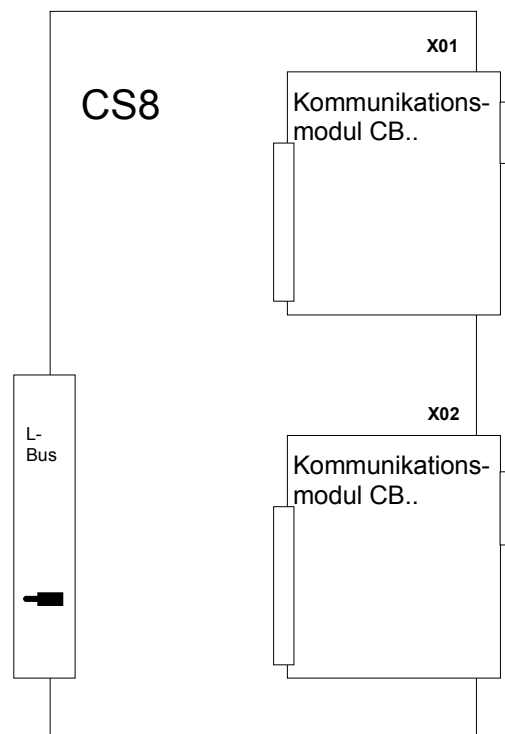 X01
CS8
Kommunikations-
modul CB..
X02
L-
Bus
Kommunikations-
modul CB..